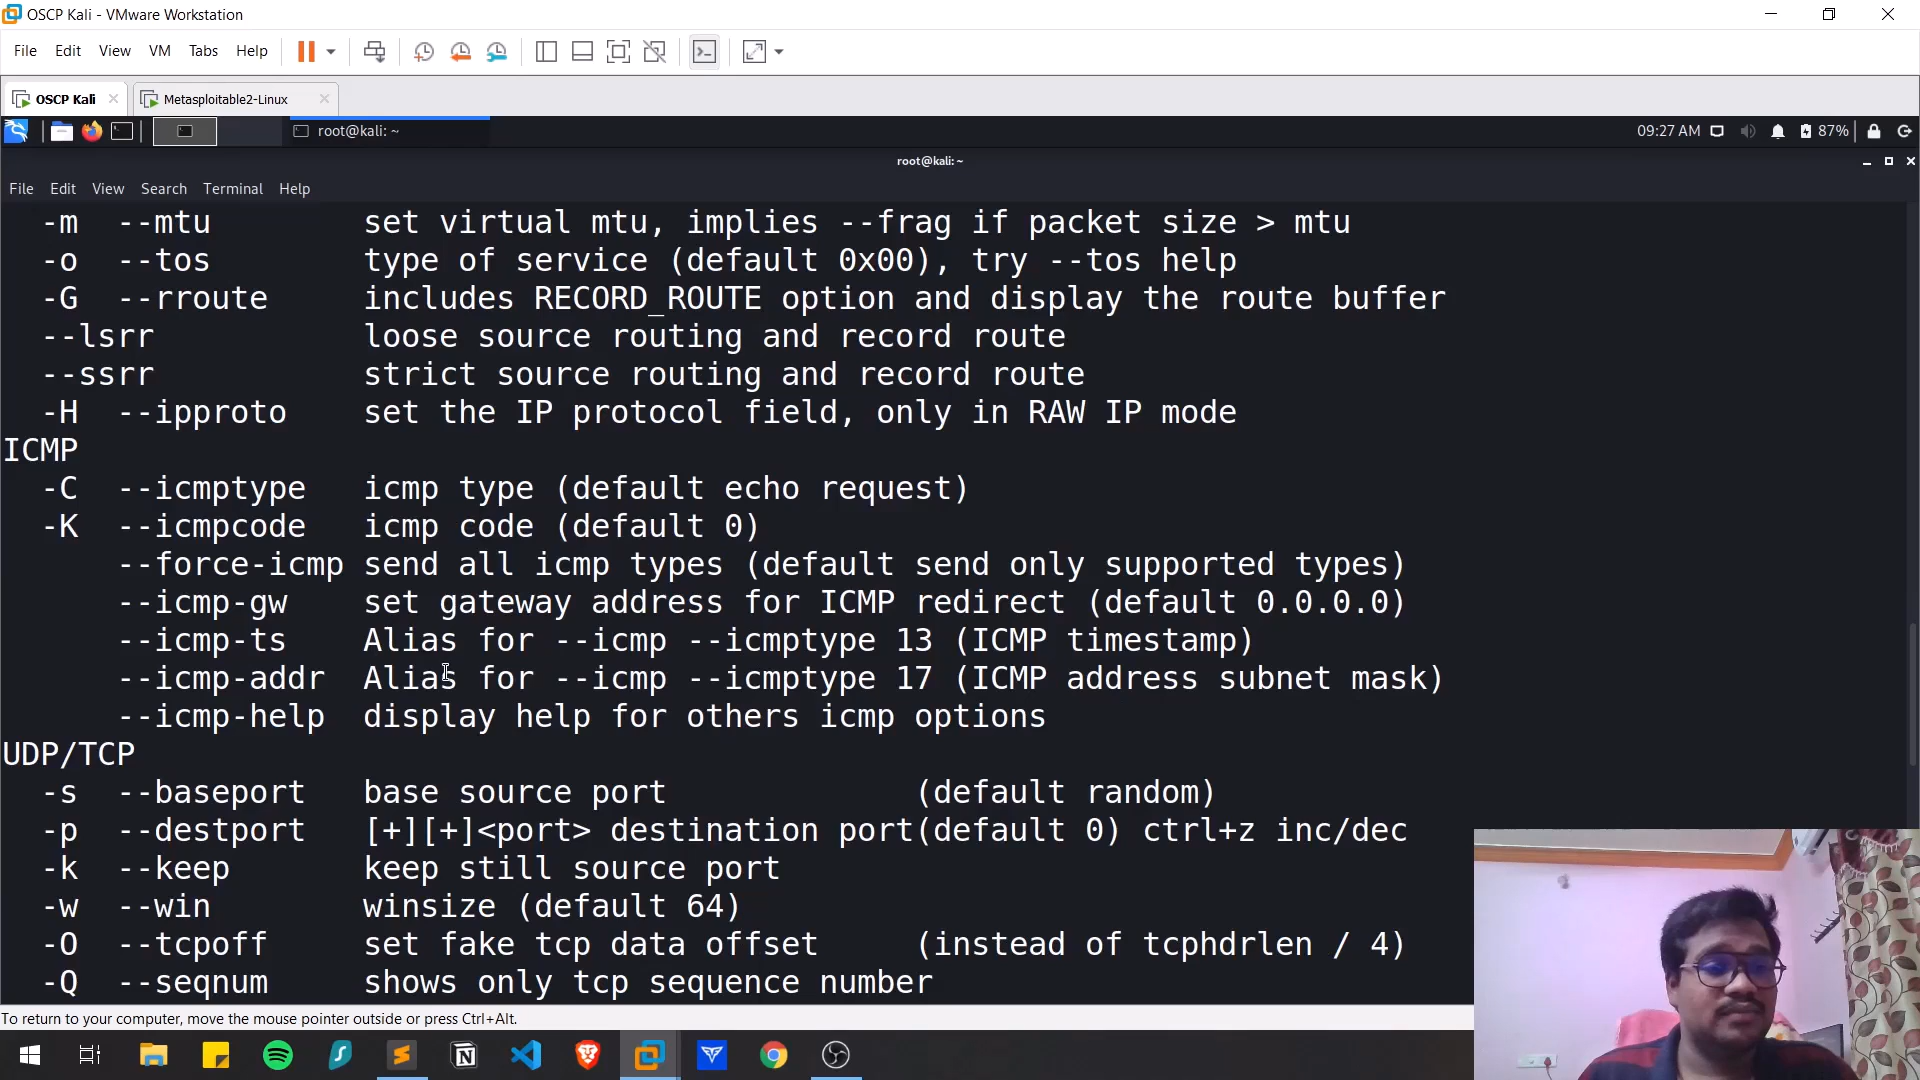 OSCP Kali - VMware Workstation
File Edit View VM Tabs Help
OSCP Kali Metasploitable2-Linux
root@kali: ~ 09:27 AM 87%
root@kali: ~
File Edit View Search Terminal Help
-m --mtu set virtual mtu, implies --frag if packet size > mtu
-o --tos type of service (default 0x00), try --tos help
-G --rroute includes RECORD_ROUTE option and display the route buffer
--lsrr loose source routing and record route
--ssrr strict source routing and record route
-H --ipproto set the IP protocol field, only in RAW IP mode
ICMP
-C --icmptype icmp type (default echo request)
-K --icmpcode icmp code (default 0)
--force-icmp send all icmp types (default send only supported types)
--icmp-gw set gateway address for ICMP redirect (default 0.0.0.0)
--icmp-ts Alias for --icmp --icmptype 13 (ICMP timestamp)
--icmp-addr Alias for --icmp --icmptype 17 (ICMP address subnet mask)
--icmp-help display help for others icmp options
UDP/TCP
-s --baseport base source port (default random)
-p --destport [+][+]<port> destination port(default 0) ctrl+z inc/dec
-k --keep keep still source port
-w --win winsize (default 64)
-O --tcpoff set fake tcp data offset (instead of tcphdrlen / 4)
-Q --seqnum shows only tcp sequence number
To return to your computer, move the mouse pointer outside or press Ctrl+Alt.